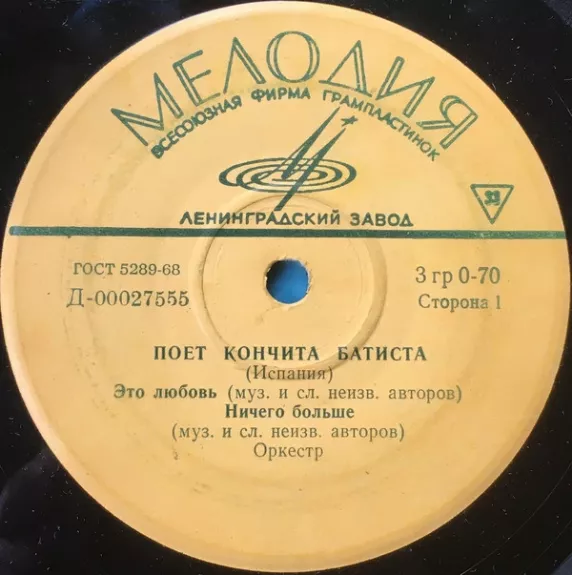 МЕЛОДИЯ
ВСЕСОЮЗНАЯ ФИРМА ГРАМПЛАСТИНОК
ЛЕНИНГРАДСКИЙ ЗАВОД
33
ГОСТ 5289-68
3 гр 0-70
Д-00027555
Сторона 1
ПОЕТ КОНЧИТА БАТИСТА
(Испания)
Это любовь (муз. и сл. неизв. авторов)
Ничего больше
(муз. и сл. неизв. авторов)
Оркестр